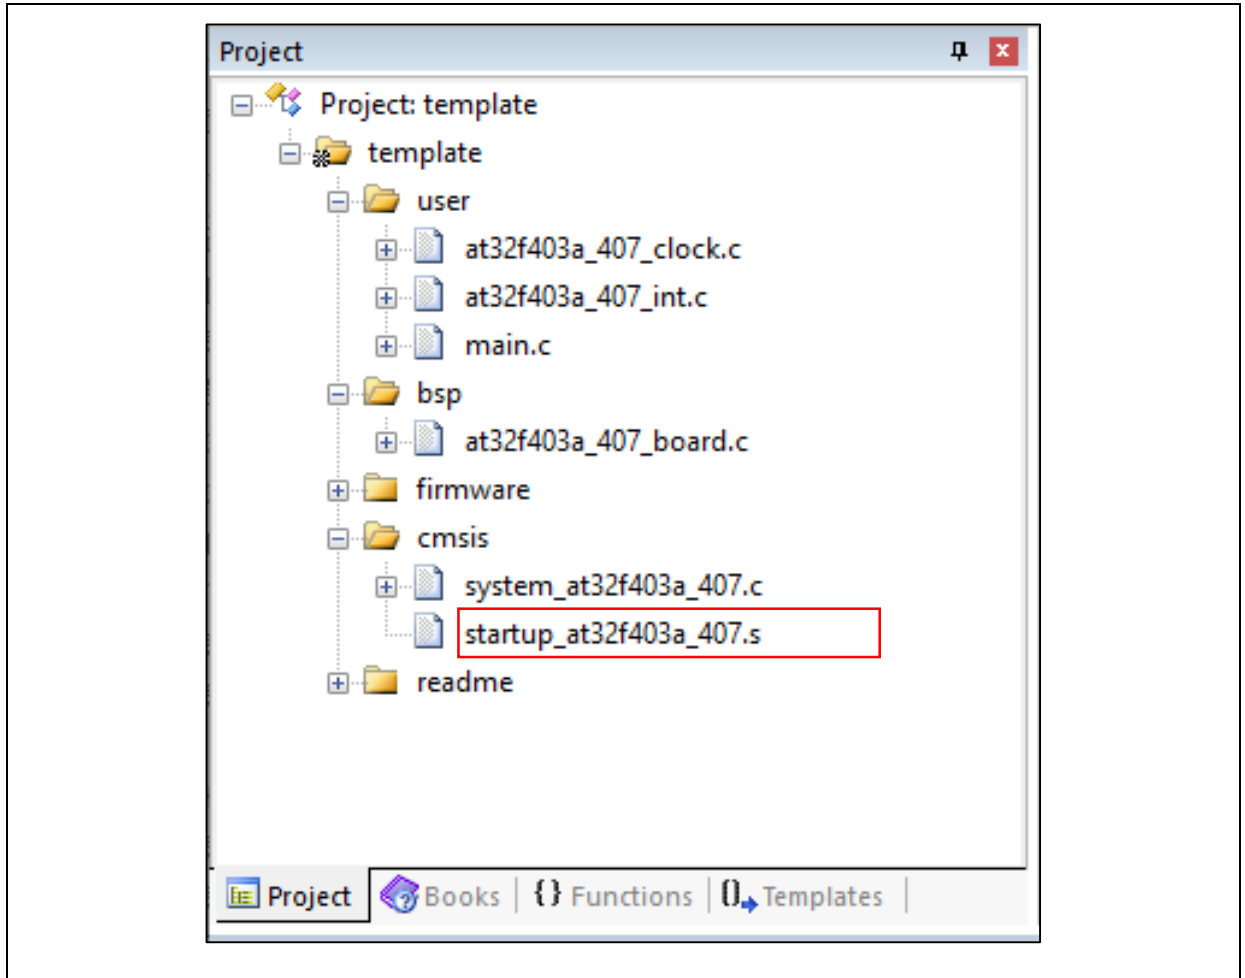 Project
Project: template
template
user
at32f403a_407_clock.c
at32f403a_407_int.c
main.c
bsp
at32f403a_407_board.c
firmware
cmsis
system_at32f403a_407.c
startup_at32f403a_407.s
readme
Project Books {} Functions 0 Templates